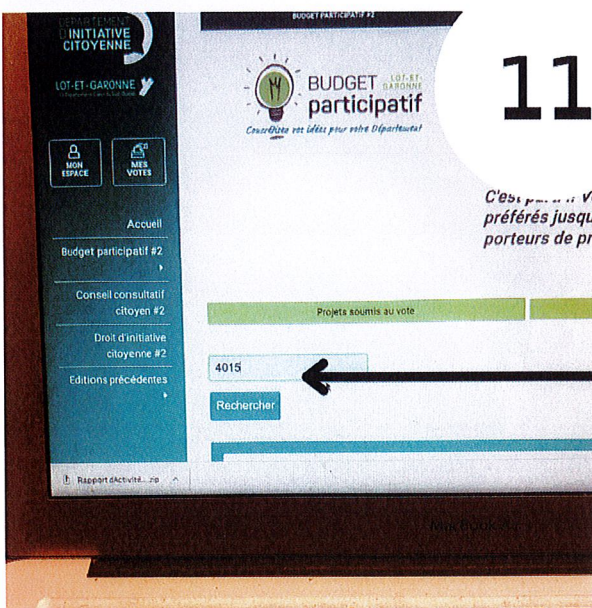 BUDGET PARTICIPATIF #2
DÉPARTEMENT
D'INITIATIVE
CITOYENNE
LOT-ET-GARONNE
BUDGET LOT-ET-
GARONNE
participatif
Concrétisez vos idées pour votre Département
11
MON
ESPACE
MES
VOTES
C'est
préférés jusqu
porteurs de pr
Accueil
Budget participatif #2
Conseil consultatif
citoyen #2
Droit d'initiative
citoyenne #2
Editions précédentes
Projets soumis au vote
4015
Rechercher
Rapport dActivité....zip
MacBook